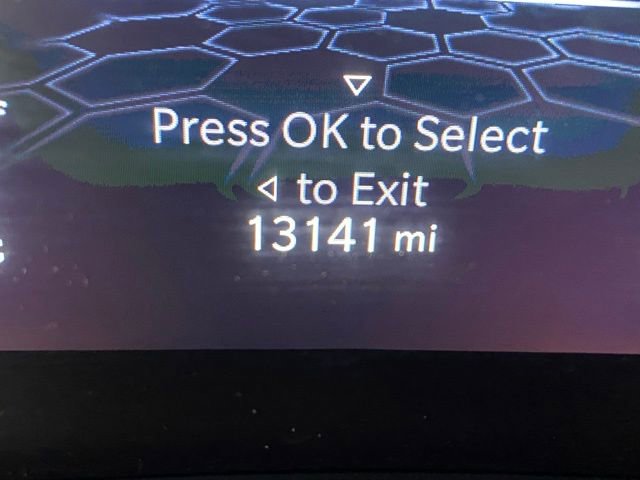 Press OK to Select
to Exit
13141 mi